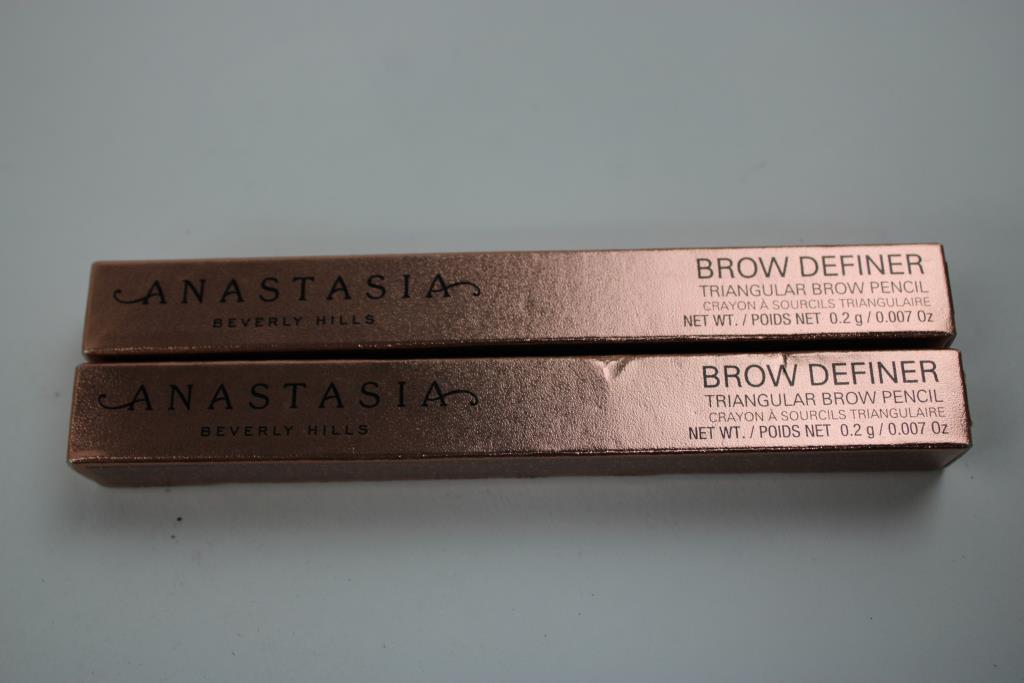 ANASTASIA
BEVERLY HILLS
BROW DEFINER
TRIANGULAR BROW PENCIL
CRAYON À SOURCILS TRIANGULAIRE
NET WT. / POIDS NET 0.2 g / 0.007 Oz
ANASTASIA
BEVERLY HILLS
BROW DEFINER
TRIANGULAR BROW PENCIL
CRAYON À SOURCILS TRIANGULAIRE
NET WT. / POIDS NET 0.2 g / 0.007 Oz